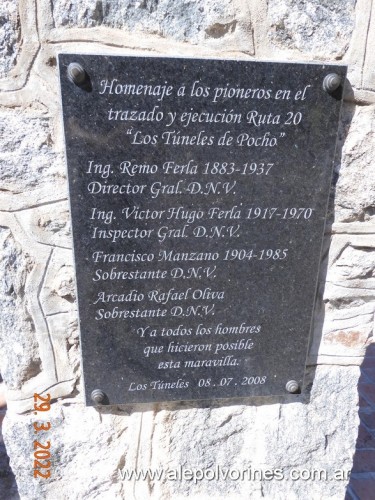 Homenaje a los pioneros en el
trazado y ejecución Ruta 20
"Los Túneles de Pocho"
Ing. Remo Ferla 1883-1937
Director Gral. D.N.V.
Ing. Victor Hugo Ferla 1917-1970
Inspector Gral. D.N.V.
Francisco Manzano 1904-1985
Sobrestante D.N.V.
Arcadio Rafael Oliva
Sobrestante D.N.V.
Y a todos los hombres
que hicieron posible
esta maravilla.
Los Túneles 08.07.2008
29 3 2022
www.alepolvorines.com.ar